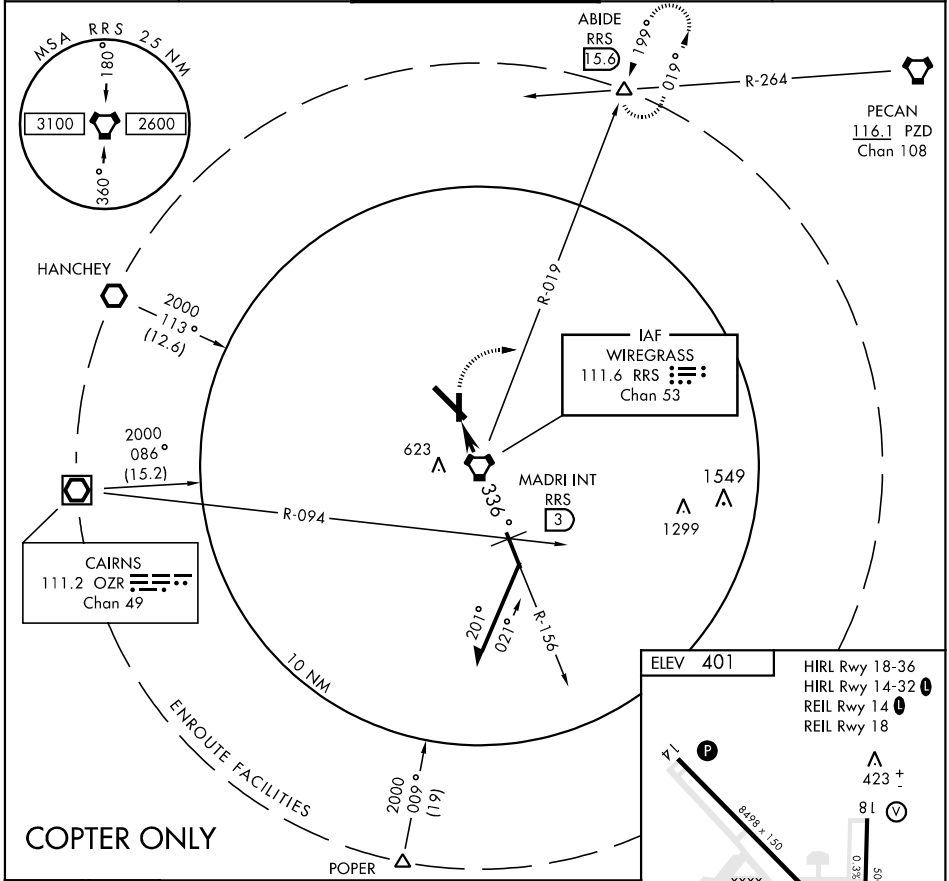 MSA RRS 25 NM
180°
3100
2600
360°
ABIDE
RRS
15.6
199°
019°
R-264
PECAN
116.1 PZD
Chan 108
HANCHEY
2000
113°
(12.6)
R-019
IAF
WIREGRASS
111.6 RRS
Chan 53
623
2000
086°
(15.2)
336°
MADRI INT
RRS
3
1549
1299
R-094
CAIRNS
111.2 OZR
Chan 49
201°
021°
R-156
10 NM
ENROUTE FACILITIES
2000
009°
(19)
POPER
COPTER ONLY
ELEV 401
HIRL Rwy 18-36
HIRL Rwy 14-32 L
REIL Rwy 14 L
REIL Rwy 18
423 +
-
14
P
18
V
8498 x 150
0.3%
50